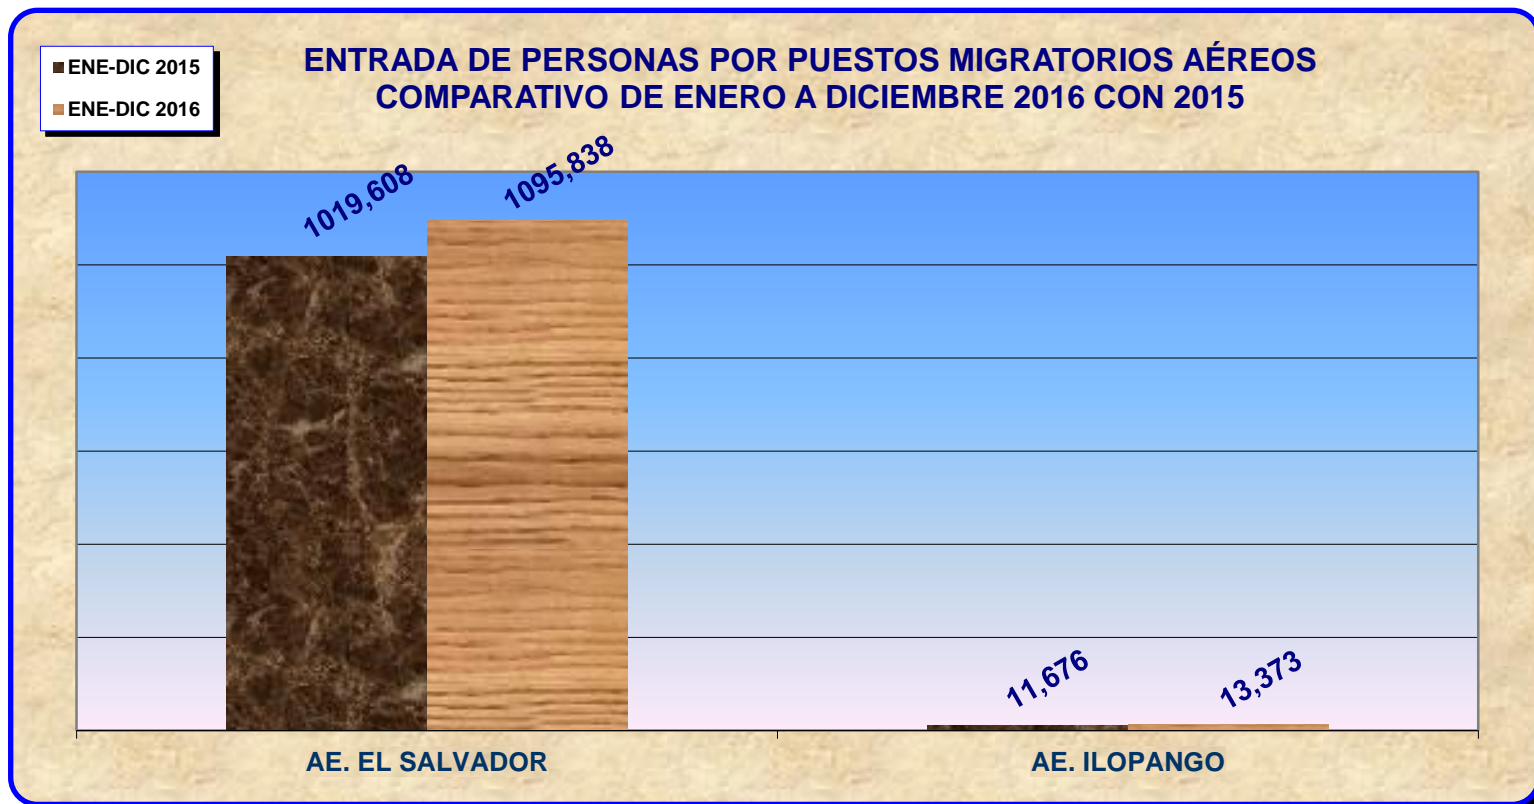 ENE-DIC 2015
ENE-DIC 2016
ENTRADA DE PERSONAS POR PUESTOS MIGRATORIOS AÉREOS
COMPARATIVO DE ENERO A DICIEMBRE 2016 CON 2015
1019,608
1095,838
11,676
13,373
AE. EL SALVADOR
AE. ILOPANGO